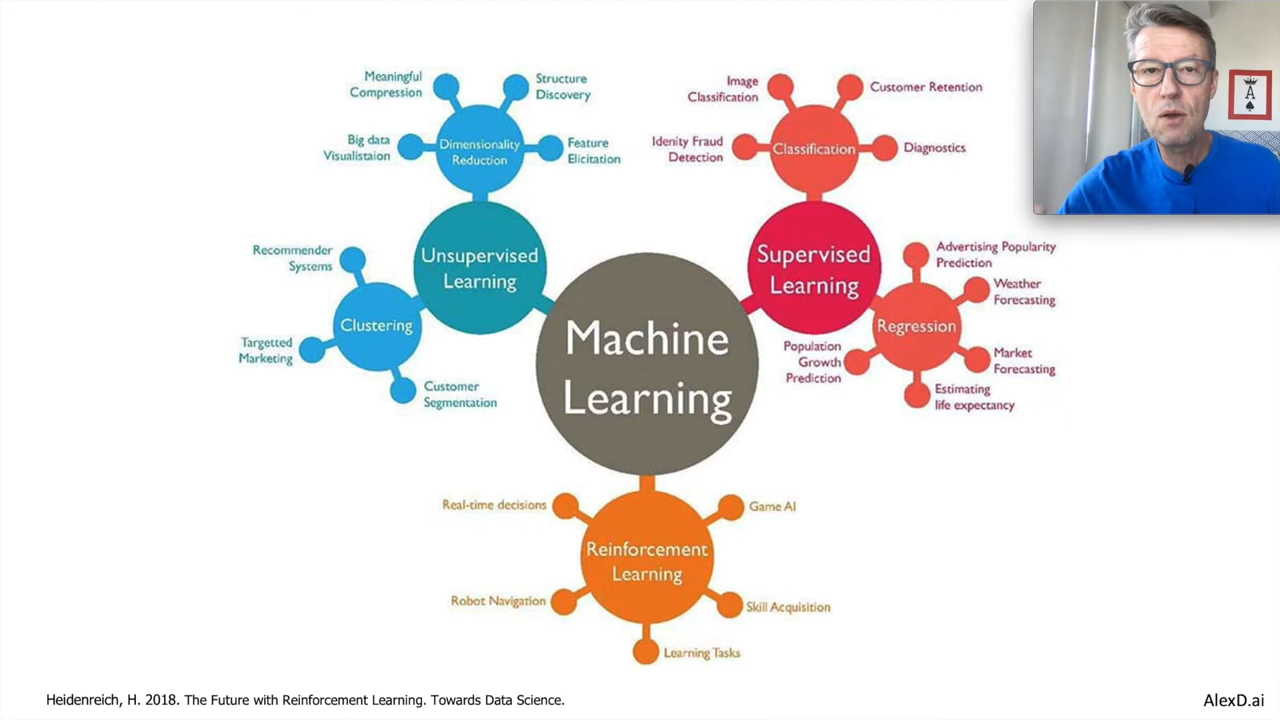 Meaningful
Compression
Structure
Discovery
Big data
Visualistaion
Dimensionality
Reduction
Feature
Elicitation
Recommender
Systems
Unsupervised
Learning
Clustering
Targetted
Marketing
Customer
Segmentation
Machine
Learning
Image
Classification
Customer Retention
Idenity Fraud
Detection
Classification
Diagnostics
Supervised
Learning
Advertising Popularity
Prediction
Weather
Forecasting
Regression
Population
Growth
Prediction
Market
Forecasting
Estimating
life expectancy
Real-time decisions
Game AI
Reinforcement
Learning
Robot Navigation
Skill Acquisition
Learning Tasks
A
Heidenreich, H. 2018. The Future with Reinforcement Learning. Towards Data Science.
AlexD.ai